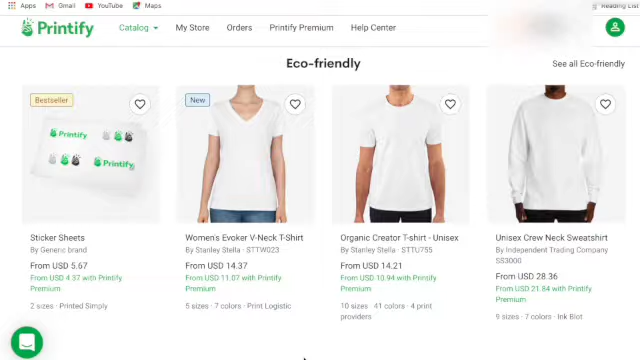 Apps Gmail YouTube Maps Reading List
Printify Catalog My Store Orders Printify Premium Help Center
Eco-friendly
See all Eco-friendly
Bestseller
New
Printify
Printify
Sticker Sheets
By Generic brand
From USD 5.67
From USD 4.37 with Printify
Premium
2 sizes · Printed Simply
Women's Evoker V-Neck T-Shirt
By Stanley Stella · STTW023
From USD 14.37
From USD 11.07 with Printify
Premium
5 sizes · 7 colors · Print Logistic
Organic Creator T-shirt - Unisex
By Stanley Stella · STTU755
From USD 14.21
From USD 10.94 with Printify
Premium
10 sizes · 41 colors · 4 print
providers
Unisex Crew Neck Sweatshirt
By Independent Trading Company
SS3000
From USD 28.36
From USD 21.84 with Printify
Premium
9 sizes · 7 colors · Ink Blot